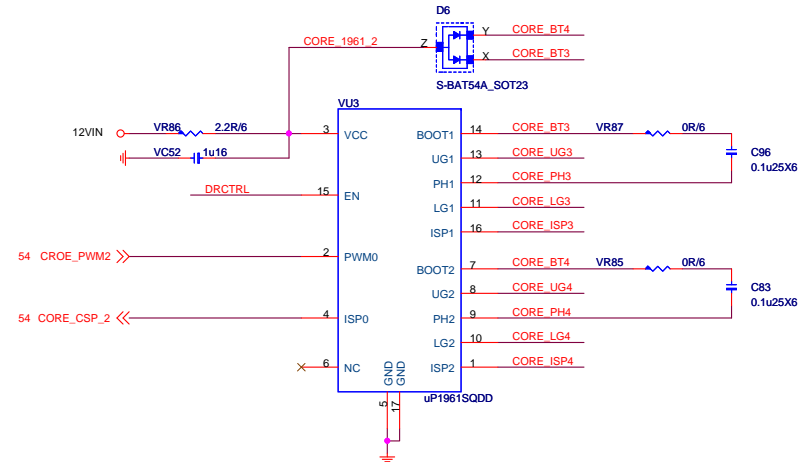 D6
CORE_1961_2
Z
Y
CORE_BT4
X
CORE_BT3
S-BAT54A_SOT23
VU3
12VIN
VR86
2.2R/6
3
VCC
BOOT1
14
CORE_BT3
VR87
0R/6
VC52
1u16
UG1
13
CORE_UG3
C96
0.1u25X6
DRCTRL
15
EN
PH1
12
CORE_PH3
LG1
11
CORE_LG3
ISP1
16
CORE_ISP3
54 CROE_PWM2
2
PWM0
BOOT2
7
CORE_BT4
VR85
0R/6
UG2
8
CORE_UG4
C83
0.1u25X6
54 CORE_CSP_2
4
ISP0
PH2
9
CORE_PH4
LG2
10
CORE_LG4
6
NC
ISP2
1
CORE_ISP4
GND
GND
5
17
uP1961SQDD